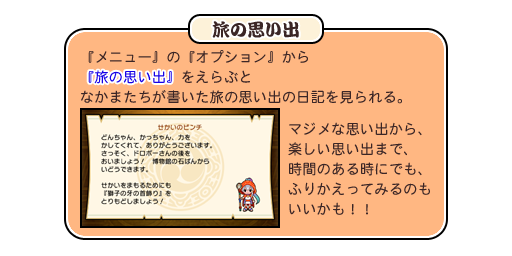 旅の思い出
『メニュー』の『オプション』から
『旅の思い出』をえらぶと
なかまたちが書いた旅の思い出の日記を見られる。
せかいのピンチ
どんちゃん、かっちゃん、力を
かしてくれて、ありがとうございます。
さっそく、ドロボーさんの後を
おいましょう！ 博物館の石ばんから
いどうできます。
せかいをまもるためにも
『獅子の牙の首飾り』を
とりもどしましょう！
マジメな思い出から、
楽しい思い出まで、
時間のある時にでも、
ふりかえってみるのも
いいかも！！